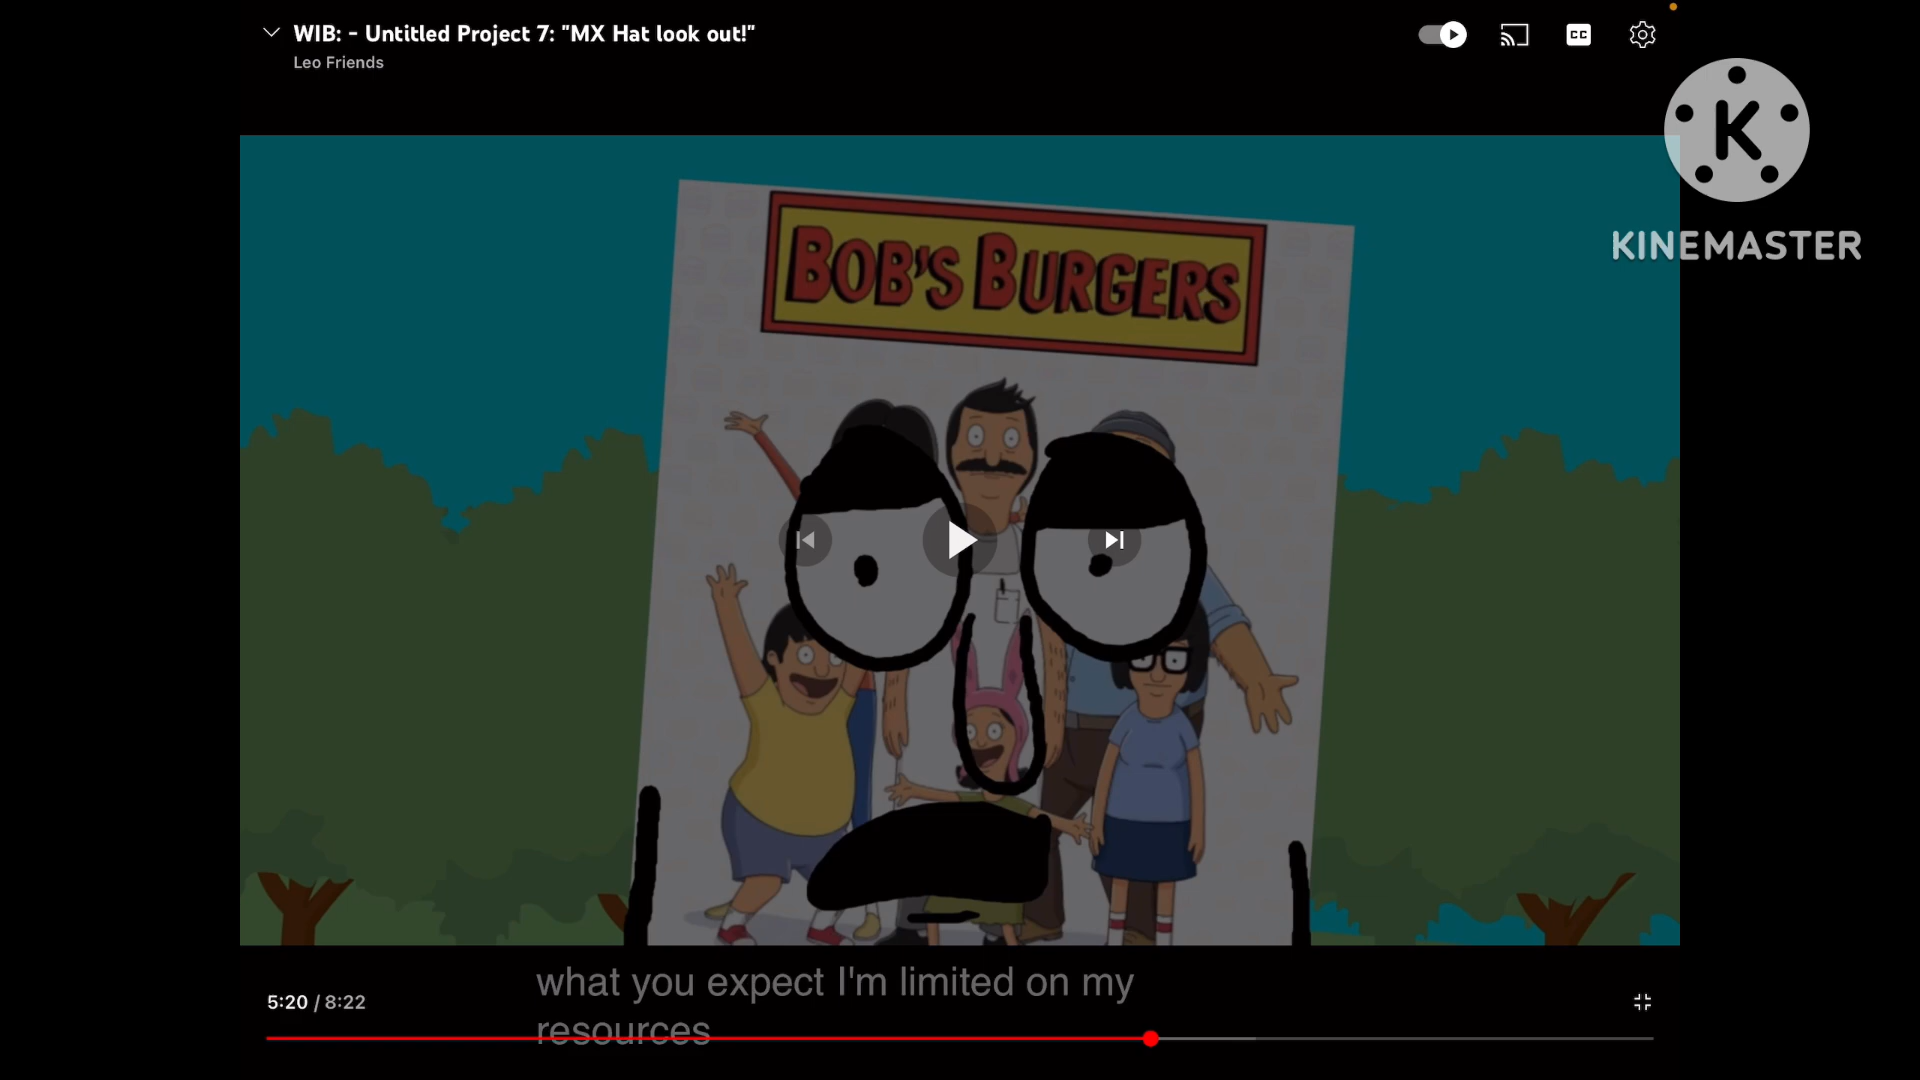 WIB: - Untitled Project 7: "MX Hat look out!"
Leo Friends
CC
K
KINEMASTER
BOB'S BURGERS
what you expect I'm limited on my
resources
5:20 / 8:22